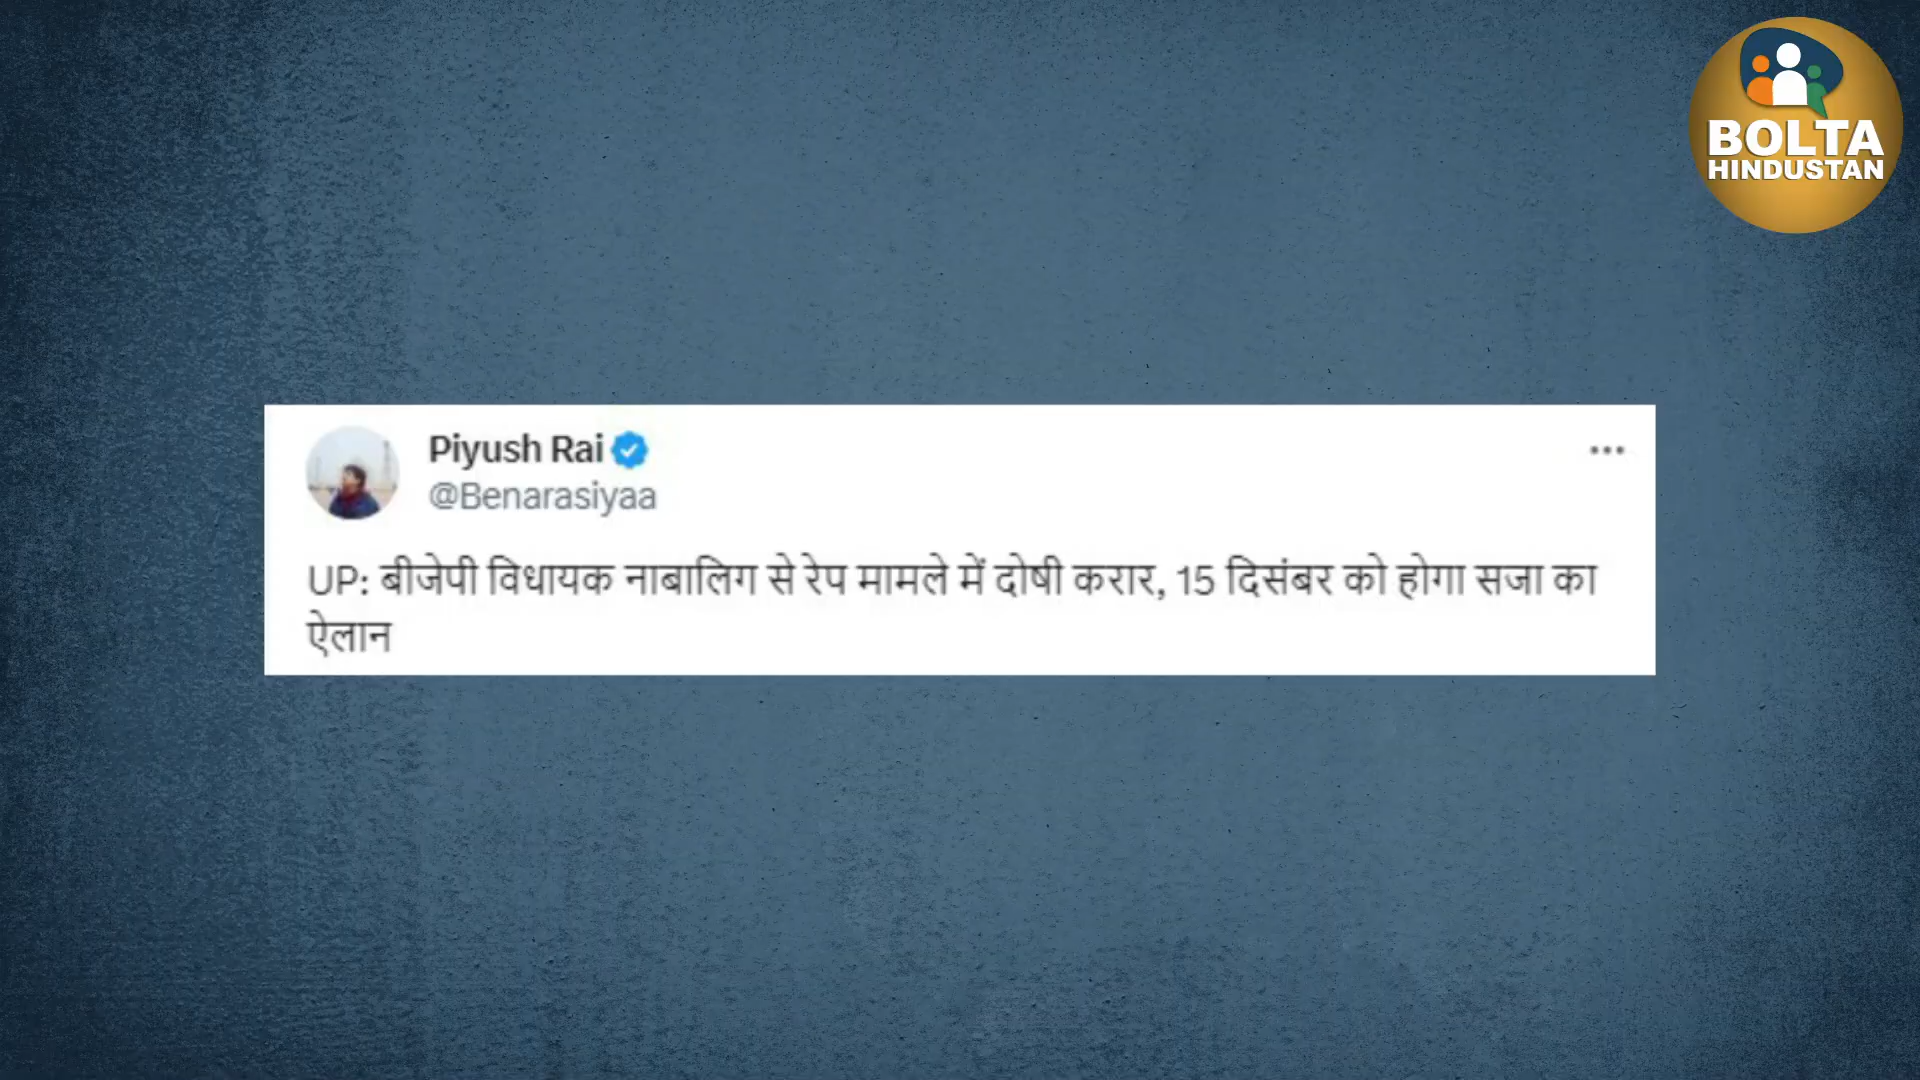 BOLTA
HINDUSTAN
Piyush Rai
@Benarasiyaa
UP: बीजेपी विधायक नाबालिग से रेप मामले में दोषी करार, 15 दिसंबर को होगा सजा का
ऐलान